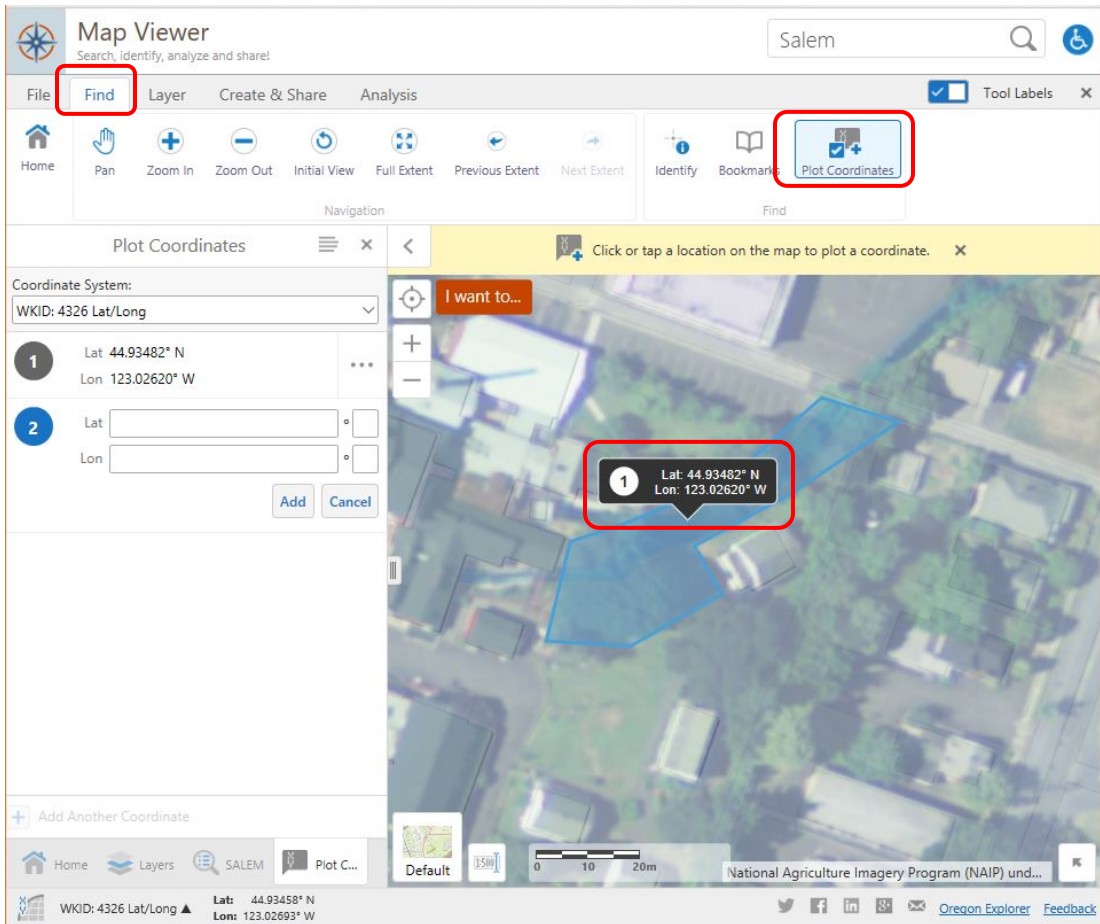 Map Viewer
Search, identify, analyze and share!
Salem
File Find Layer Create & Share Analysis
Tool Labels
Home Pan Zoom In Zoom Out Initial View Full Extent Previous Extent Next Extent Identify Bookmarks Plot Coordinates
Navigation Find
Plot Coordinates
Click or tap a location on the map to plot a coordinate.
Coordinate System:
WKID: 4326 Lat/Long
I want to...
1 Lat 44.93482° N
Lon 123.02620° W
2 Lat °
Lon °
Add Cancel
1 Lat: 44.93482° N
Lon: 123.02620° W
Add Another Coordinate
Home Layers SALEM Plot C...
Default
1:500
0 10 20m
National Agriculture Imagery Program (NAIP) und...
WKID: 4326 Lat/Long
Lat: 44.93458° N
Lon: 123.02693° W
Oregon Explorer Feedback